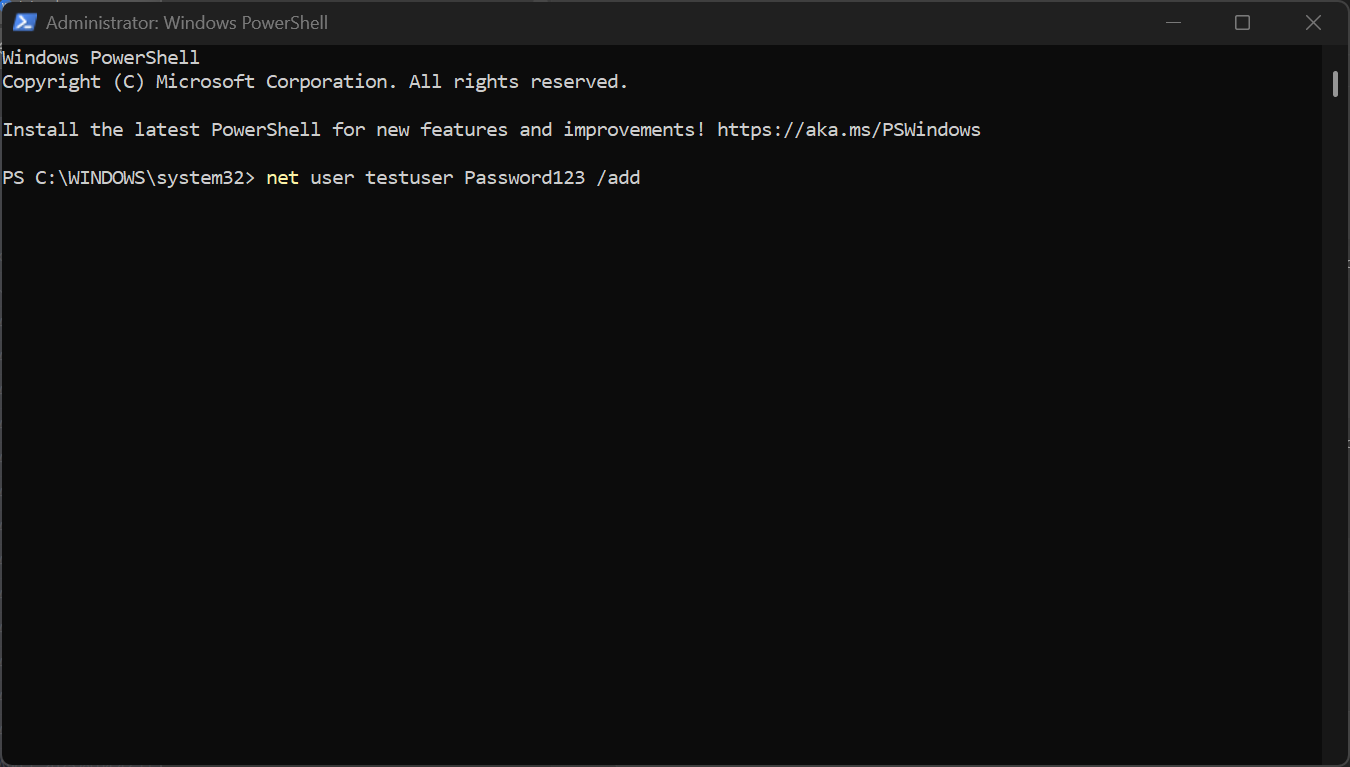 Administrator: Windows PowerShell
Windows PowerShell
Copyright (C) Microsoft Corporation. All rights reserved.
Install the latest PowerShell for new features and improvements! https://aka.ms/PSWindows
PS C:\WINDOWS\system32> net user testuser Password123 /add